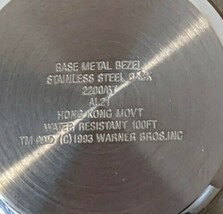 BASE METAL BEZEL
STAINLESS STEEL BACK
2200/67
AL21
HONG KONG MOVT
WATER RESISTANT 100FT
TM AND (C)1993 WARNER BROS.INC